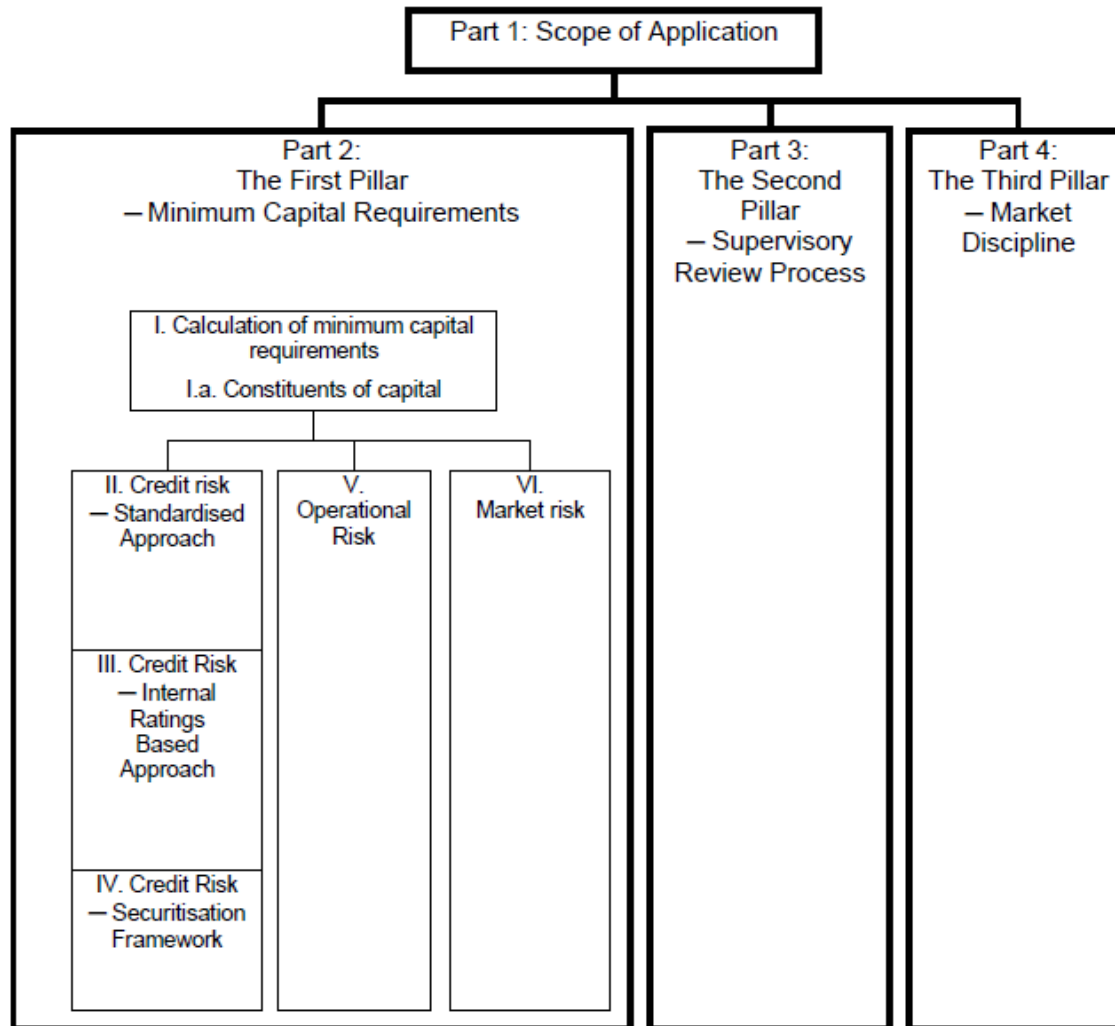 Part 1: Scope of Application
Part 2:
The First Pillar
– Minimum Capital Requirements
Part 3:
The Second
Pillar
– Supervisory
Review Process
Part 4:
The Third Pillar
– Market
Discipline
I. Calculation of minimum capital
requirements
I.a. Constituents of capital
II. Credit risk
– Standardised
Approach
III. Credit Risk
– Internal
Ratings
Based
Approach
IV. Credit Risk
– Securitisation
Framework
V.
Operational
Risk
VI.
Market risk